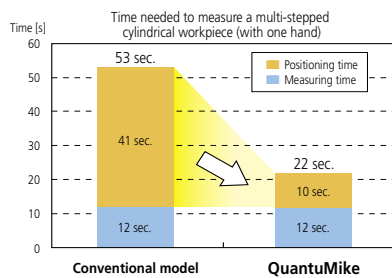 Time needed to measure a multi-stepped
cylindrical workpiece (with one hand)
Time [s]
60
50
40
30
20
10
0
Positioning time
Measuring time
53 sec.
41 sec.
12 sec.
22 sec.
10 sec.
12 sec.
Conventional model
QuantuMike